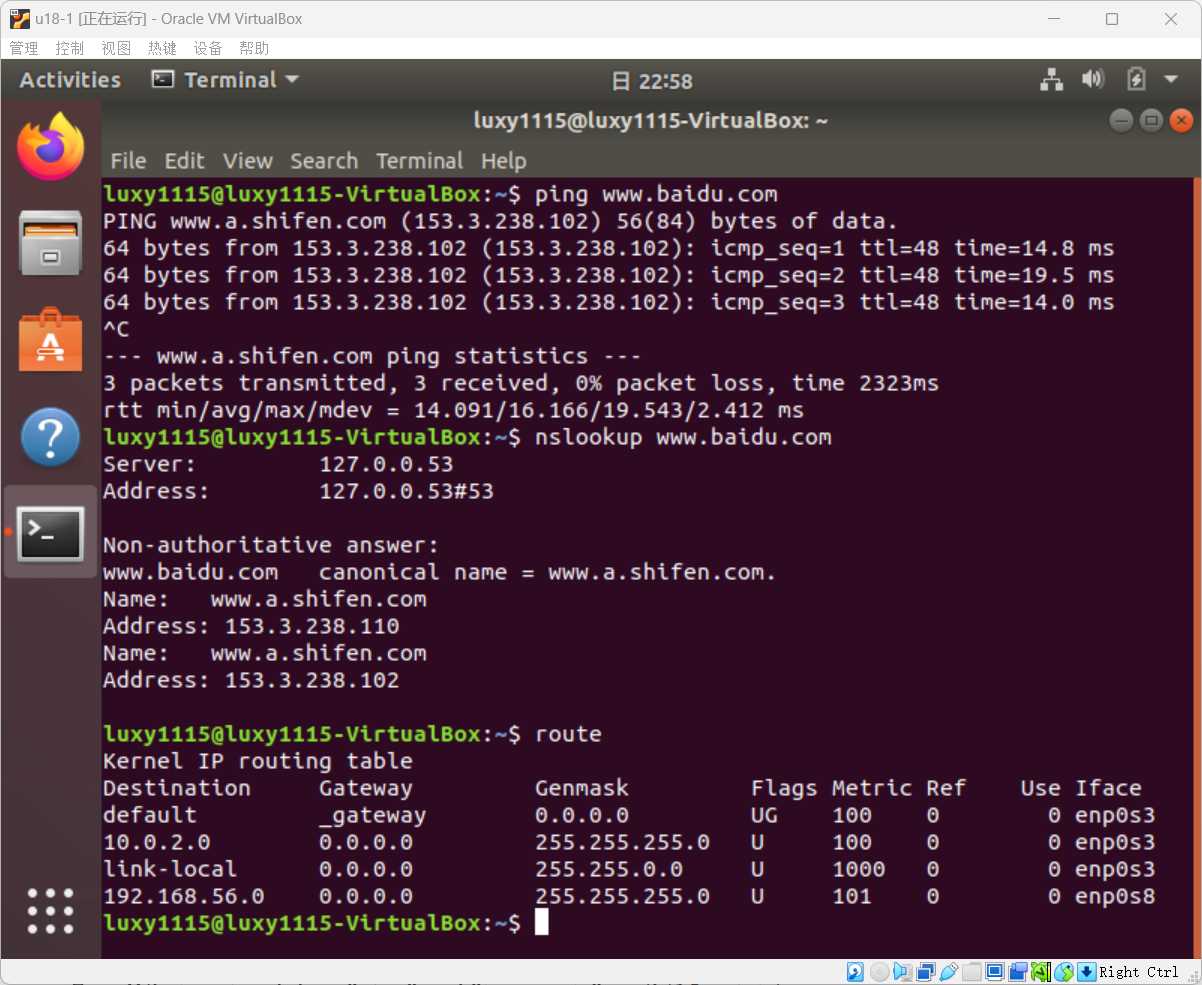 u18-1 [正在运行] - Oracle VM VirtualBox
管理 控制 视图 热键 设备 帮助
Activities Terminal 日 22:58
luxy1115@luxy1115-VirtualBox: ~
File Edit View Search Terminal Help
luxy1115@luxy1115-VirtualBox:~$ ping www.baidu.com
PING www.a.shifen.com (153.3.238.102) 56(84) bytes of data.
64 bytes from 153.3.238.102 (153.3.238.102): icmp_seq=1 ttl=48 time=14.8 ms
64 bytes from 153.3.238.102 (153.3.238.102): icmp_seq=2 ttl=48 time=19.5 ms
64 bytes from 153.3.238.102 (153.3.238.102): icmp_seq=3 ttl=48 time=14.0 ms
^C
--- www.a.shifen.com ping statistics ---
3 packets transmitted, 3 received, 0% packet loss, time 2323ms
rtt min/avg/max/mdev = 14.091/16.166/19.543/2.412 ms
luxy1115@luxy1115-VirtualBox:~$ nslookup www.baidu.com
Server: 127.0.0.53
Address: 127.0.0.53#53
Non-authoritative answer:
www.baidu.com canonical name = www.a.shifen.com.
Name: www.a.shifen.com
Address: 153.3.238.110
Name: www.a.shifen.com
Address: 153.3.238.102
luxy1115@luxy1115-VirtualBox:~$ route
Kernel IP routing table
Destination Gateway Genmask Flags Metric Ref Use Iface
default _gateway 0.0.0.0 UG 100 0 0 enp0s3
10.0.2.0 0.0.0.0 255.255.255.0 U 100 0 0 enp0s3
link-local 0.0.0.0 255.255.0.0 U 1000 0 0 enp0s3
192.168.56.0 0.0.0.0 255.255.255.0 U 101 0 0 enp0s8
luxy1115@luxy1115-VirtualBox:~$
Right Ctrl